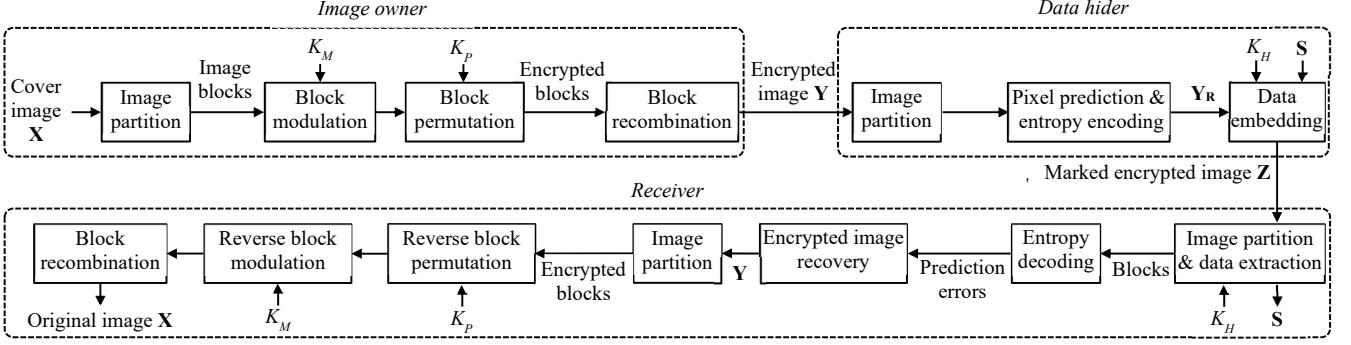 Image owner
Data hider
Cover
image
X
Image
partition
Image
blocks
K_M
Block
modulation
K_P
Block
permutation
Encrypted
blocks
Block
recombination
Encrypted
image Y
Image
partition
Pixel prediction &
entropy encoding
Y_R
K_H
S
Data
embedding
, Marked encrypted image Z
Receiver
Block
recombination
Original image X
Reverse block
modulation
K_M
Reverse block
permutation
K_P
Encrypted
blocks
Image
partition
Y
Encrypted image
recovery
Prediction
errors
Entropy
decoding
Blocks
Image partition
& data extraction
K_H
S